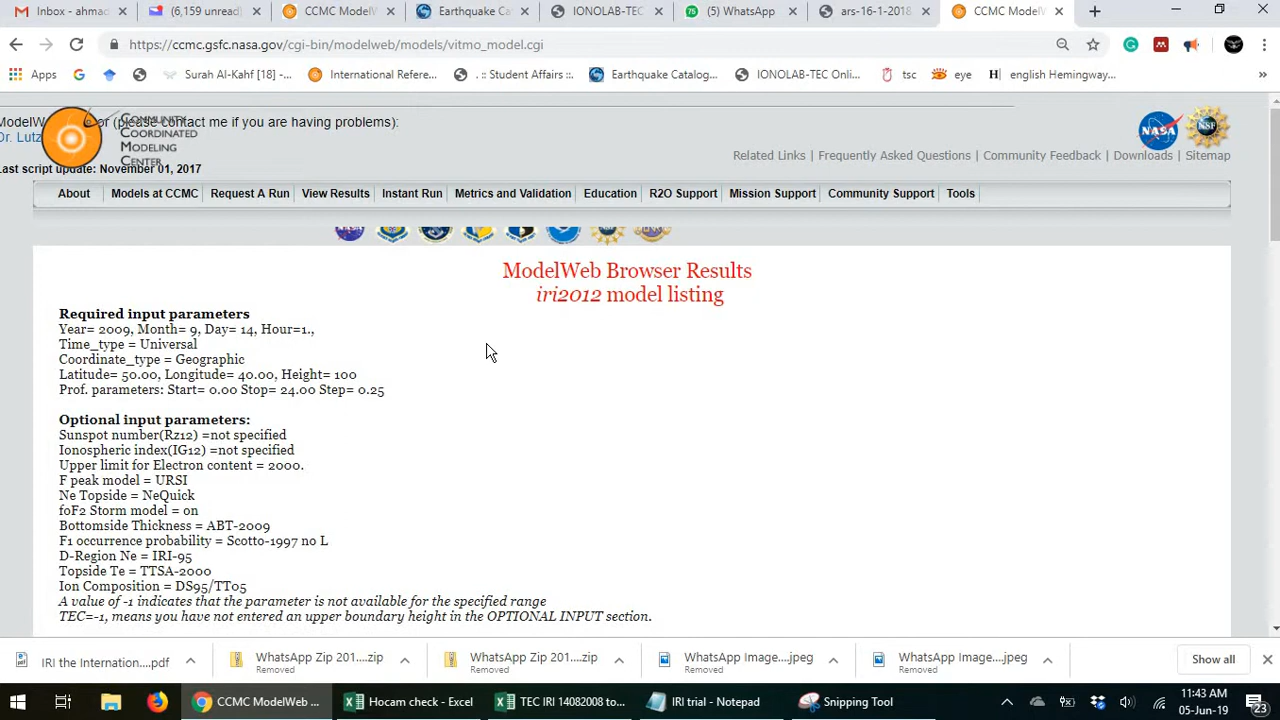 Inbox - ahmad
(6,159 unread)
CCMC ModelW
Earthquake Ca
IONOLAB-TEC
(5) WhatsApp
ars-16-1-2018
CCMC ModelW
https://ccmc.gsfc.nasa.gov/cgi-bin/modelweb/models/vitmo_model.cgi
Apps
Surah Al-Kahf [18] -...
International Refere...
. :: Student Affairs ::.
Earthquake Catalog...
IONOLAB-TEC Onli...
tsc
eye
english Hemingway...
COMMUNITY
COORDINATED
MODELING
CENTER
or (please contact me if you are having problems):
Dr. Lutz
Last script update: November 01, 2017
NASA
NSF
Related Links | Frequently Asked Questions | Community Feedback | Downloads | Sitemap
About | Models at CCMC | Request A Run | View Results | Instant Run | Metrics and Validation | Education | R2O Support | Mission Support | Community Support | Tools
ModelWeb Browser Results
iri2012 model listing
Required input parameters
Year= 2009, Month= 9, Day= 14, Hour=1.,
Time_type = Universal
Coordinate_type = Geographic
Latitude= 50.00, Longitude= 40.00, Height= 100
Prof. parameters: Start= 0.00 Stop= 24.00 Step= 0.25
Optional input parameters:
Sunspot number(Rz12) =not specified
Ionospheric index(IG12) =not specified
Upper limit for Electron content = 2000.
F peak model = URSI
Ne Topside = NeQuick
foF2 Storm model = on
Bottomside Thickness = ABT-2009
F1 occurrence probability = Scotto-1997 no L
D-Region Ne = IRI-95
Topside Te = TTSA-2000
Ion Composition = DS95/TT05
A value of -1 indicates that the parameter is not available for the specified range
TEC=-1, means you have not entered an upper boundary height in the OPTIONAL INPUT section.
IRI the Internation....pdf
WhatsApp Zip 201....zip
Removed
WhatsApp Zip 201....zip
Removed
WhatsApp Image....jpeg
Removed
WhatsApp Image....jpeg
Removed
Show all
CCMC ModelWeb ...
Hocam check - Excel
TEC IRI 14082008 to...
IRI trial - Notepad
Snipping Tool
11:43 AM
05-Jun-19
23